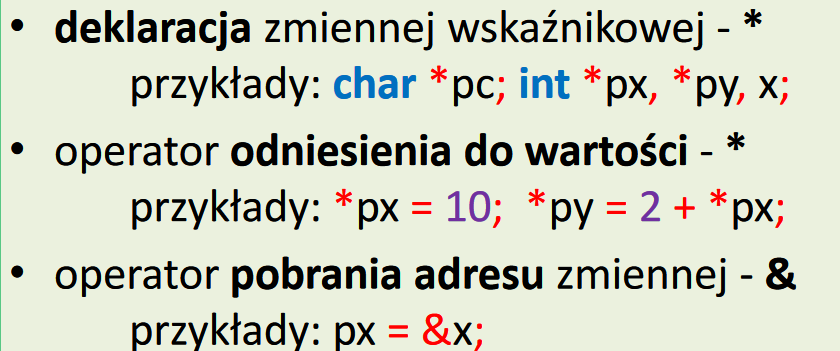 • deklaracja zmiennej wskaźnikowej - *
przykłady: char *pc; int *px, *py, x;
• operator odniesienia do wartości - *
przykłady: *px = 10; *py = 2 + *px;
• operator pobrania adresu zmiennej - &
przykłady: px = &x;